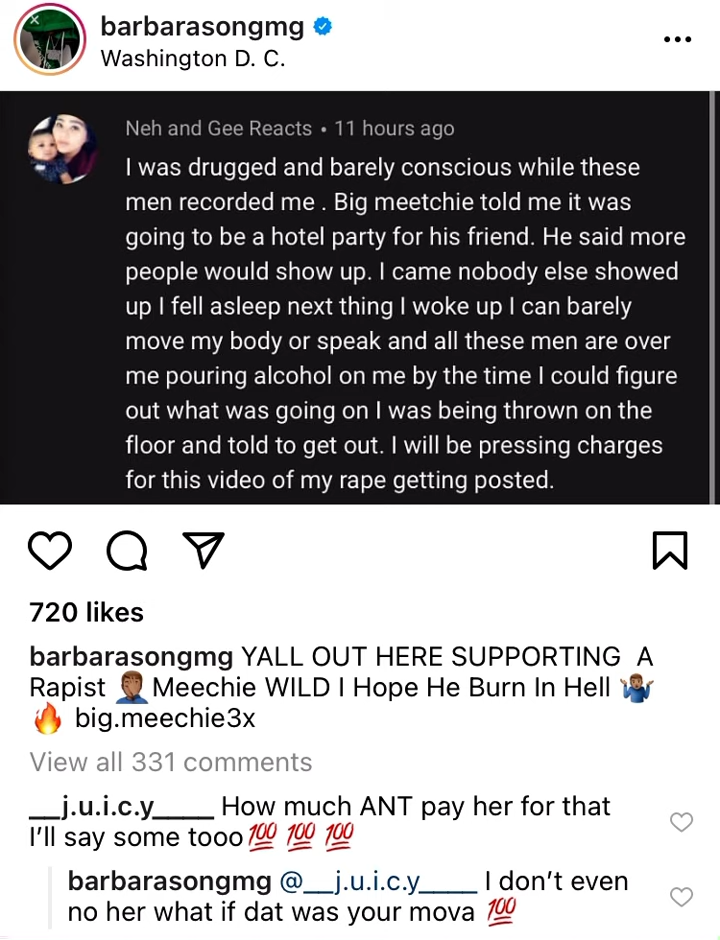 barbarasongmg
Washington D. C.
Neh and Gee Reacts • 11 hours ago
I was drugged and barely conscious while these
men recorded me . Big meetchie told me it was
going to be a hotel party for his friend. He said more
people would show up. I came nobody else showed
up I fell asleep next thing I woke up I can barely
move my body or speak and all these men are over
me pouring alcohol on me by the time I could figure
out what was going on I was being thrown on the
floor and told to get out. I will be pressing charges
for this video of my rape getting posted.
720 likes
barbarasongmg YALL OUT HERE SUPPORTING A
Rapist 🤦🏾‍♂️ Meechie WILD I Hope He Burn In Hell 🤷🏾‍♂️
🔥 big.meechie3x
View all 331 comments
__j.u.i.c.y_____ How much ANT pay her for that
I’ll say some tooo 💯 💯 💯
barbarasongmg @__j.u.i.c.y_____ I don’t even
no her what if dat was your mova 💯